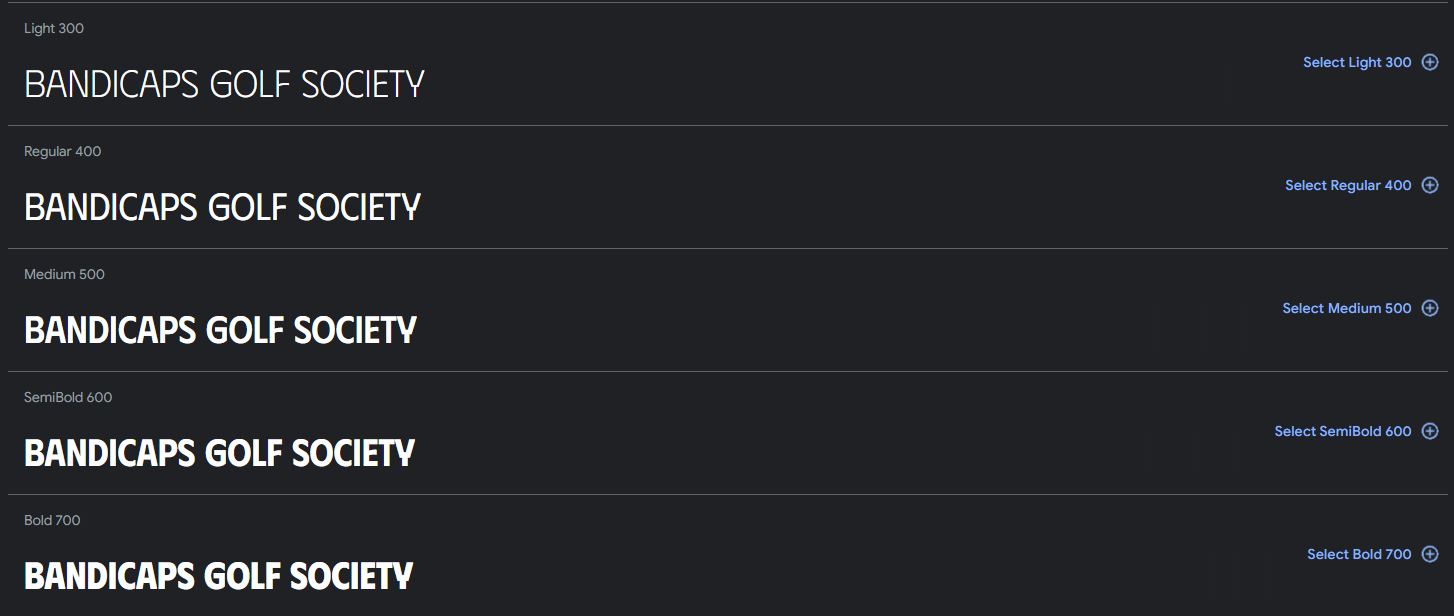 Light 300
BANDICAPS GOLF SOCIETY
Select Light 300
Regular 400
BANDICAPS GOLF SOCIETY
Select Regular 400
Medium 500
BANDICAPS GOLF SOCIETY
Select Medium 500
SemiBold 600
BANDICAPS GOLF SOCIETY
Select SemiBold 600
Bold 700
BANDICAPS GOLF SOCIETY
Select Bold 700